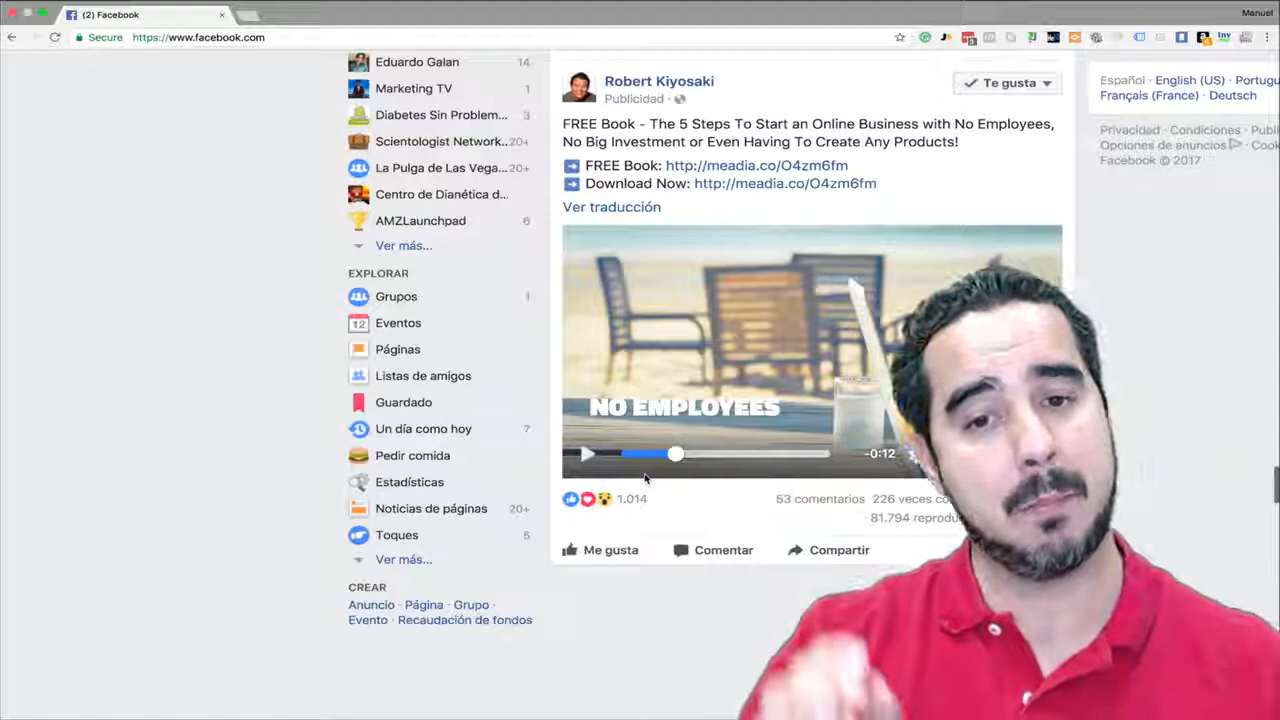 (2) Facebook
Manuel
Secure https://www.facebook.com
Eduardo Galan 14
Marketing TV 1
Diabetes Sin Problem... 3
Scientologist Network... 20+
La Pulga de Las Vega... 20+
Centro de Dianética d...
AMZLaunchpad 6
Ver más...
EXPLORAR
Grupos 1
12 Eventos
Páginas
Listas de amigos
Guardado
Un día como hoy 7
Pedir comida
Estadísticas
Noticias de páginas 20+
Toques 5
Ver más...
CREAR
Anuncio · Página · Grupo ·
Evento · Recaudación de fondos
Robert Kiyosaki
Te gusta
Publicidad ·
FREE Book - The 5 Steps To Start an Online Business with No Employees,
No Big Investment or Even Having To Create Any Products!
FREE Book: http://meadia.co/O4zm6fm
Download Now: http://meadia.co/O4zm6fm
Ver traducción
NO EMPLOYEES
-0:12
1.014 53 comentarios 226 veces co
81.794 reprodu
Me gusta Comentar Compartir
Español · English (US) · Portugu
Français (France) · Deutsch
Privacidad · Condiciones · Publi
Opciones de anuncios · Cook
Facebook © 2017